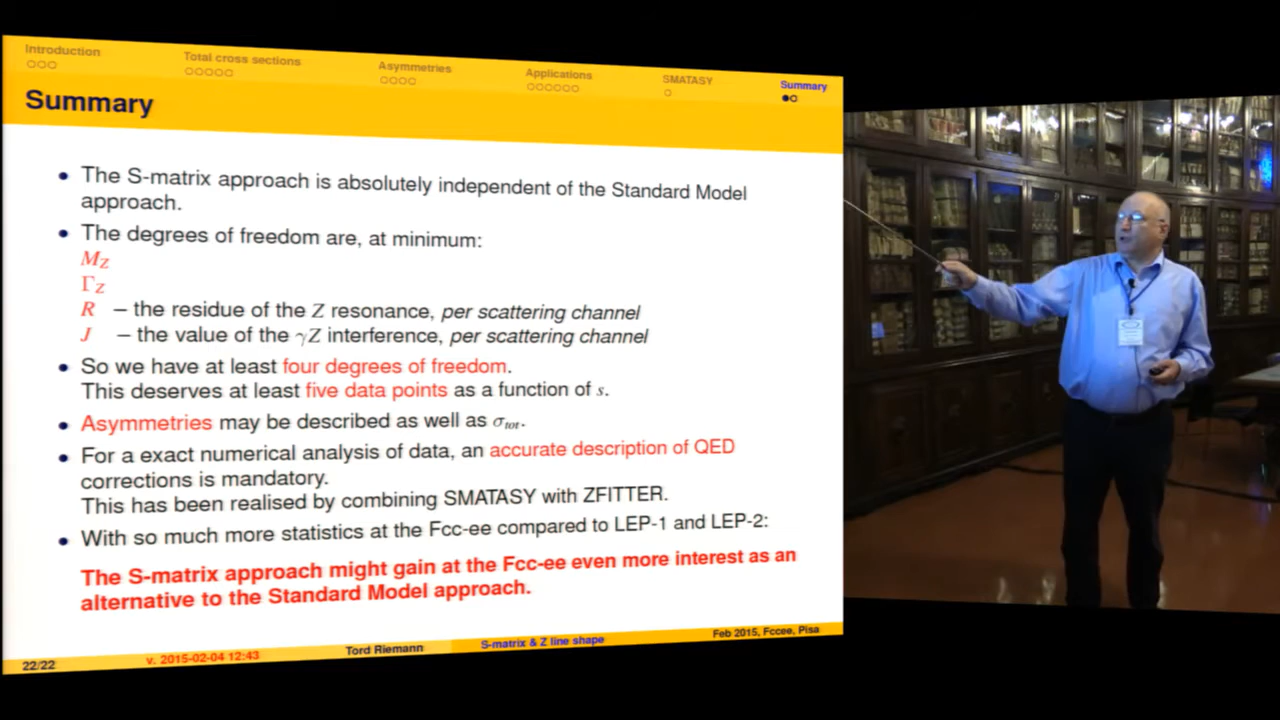 Introduction
Total cross sections
Asymmetries
Applications
SMATASY
Summary
Summary
• The S-matrix approach is absolutely independent of the Standard Model
approach.
• The degrees of freedom are, at minimum:
M_Z
Γ_Z
R – the residue of the Z resonance, per scattering channel
J – the value of the γZ interference, per scattering channel
• So we have at least four degrees of freedom.
This deserves at least five data points as a function of s.
• Asymmetries may be described as well as σ_tot.
• For a exact numerical analysis of data, an accurate description of QED
corrections is mandatory.
This has been realised by combining SMATASY with ZFITTER.
• With so much more statistics at the Fcc-ee compared to LEP-1 and LEP-2:
The S-matrix approach might gain at the Fcc-ee even more interest as an
alternative to the Standard Model approach.
22/22
v. 2015-02-04 12:43
Tord Riemann
S-matrix & Z line shape
Feb 2015, Fccee, Pisa